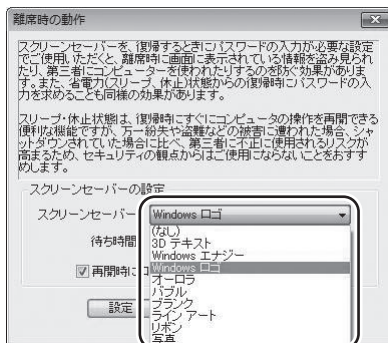 離席時の動作
スクリーンセーバーを、復帰するときにパスワードの入力が必要な設定
でご使用いただくと、離席時に画面に表示されている情報を盗み見られ
たり、第三者にコンピューターを使われたりするのを防ぐ効果がありま
す。また、省電力(スリープ、休止)状態からの復帰時にパスワードの入
力を求めることも同様の効果があります。
スリープ・休止状態は、復帰時にすぐにコンピュータの操作を再開できる
便利な機能ですが、万一紛失や盗難などの被害に遭われた場合、シャ
ットダウンされていた場合に比べ、第三者に不正に使用されるリスクが
高まるため、セキュリティの観点からはご使用にならないことをおすす
めします。
スクリーンセーバーの設定
スクリーンセーバー Windows ロゴ
(なし)
待ち時間 3D テキスト
Windows エナジー
Windows ロゴ
再開時に オーロラ
バブル
設定 ブランク
ライン アート
リボン
写真